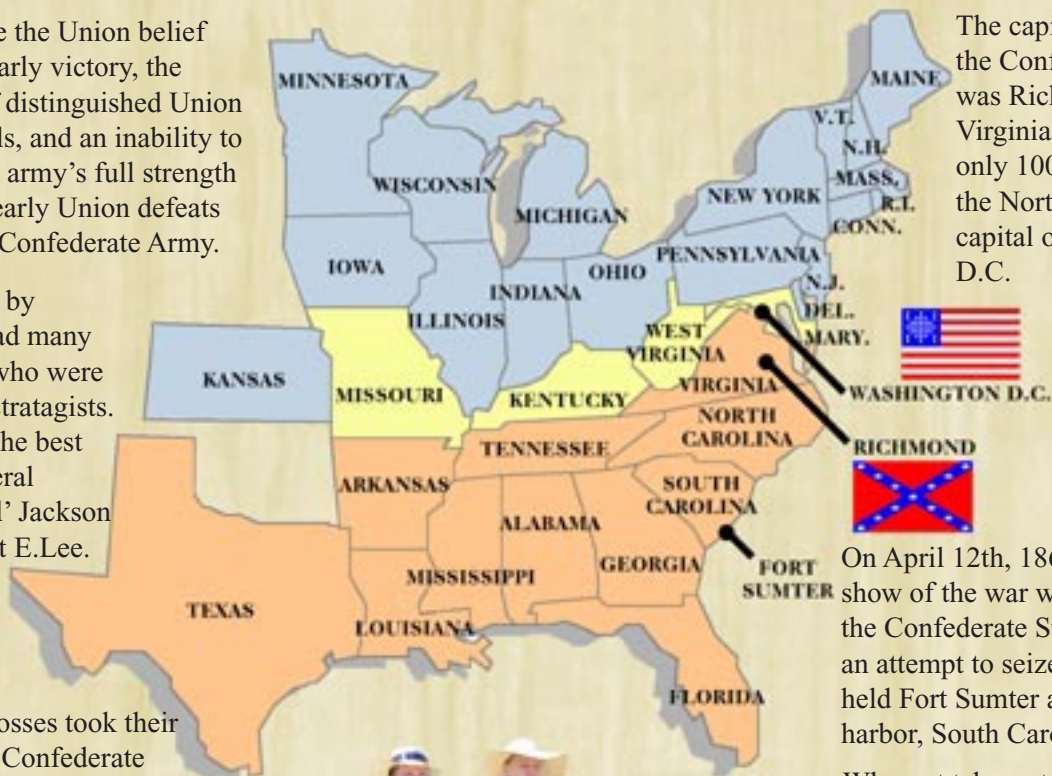 e the Union belief
arly victory, the
f distinguished Union
ls, and an inability to
army's full strength
early Union defeats
Confederate Army.
by
ad many
who were
stratagists.
he best
eral
l' Jackson
t E.Lee.
osses took their
Confederate
MINNESOTA
WISCONSIN
MICHIGAN
IOWA
ILLINOIS
INDIANA
OHIO
PENNSYLVANIA
NEW YORK
MAINE
V.T.
N.H.
MASS.
R.I.
CONN.
N.J.
DEL.
MARY.
KANSAS
MISSOURI
KENTUCKY
WEST
VIRGINIA
VIRGINIA
NORTH
CAROLINA
TENNESSEE
ARKANSAS
SOUTH
CAROLINA
ALABAMA
GEORGIA
MISSISSIPPI
LOUISIANA
TEXAS
FLORIDA
WASHINGTON D.C.
RICHMOND
FORT
SUMTER
The capi
the Conf
was Rich
Virginia
only 100
the Nort
capital o
D.C.
On April 12th, 186
show of the war w
the Confederate S
an attempt to seize
held Fort Sumter a
harbor, South Caro